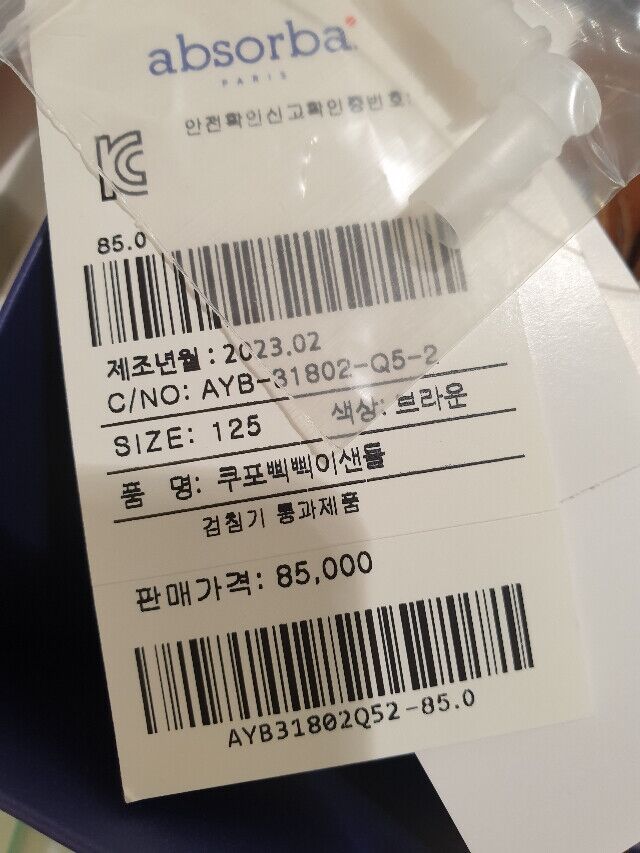 absorba
PARIS
안전확인신고확인증번호:
85.0
제조년월 : 2023.02
C/NO: AYB-31802-Q5-2
SIZE: 125 색상: 브라운
품 명: 쿠포삑삑이샌들
검침기 통과제품
판매가격: 85,000
AYB31802Q52-85.0